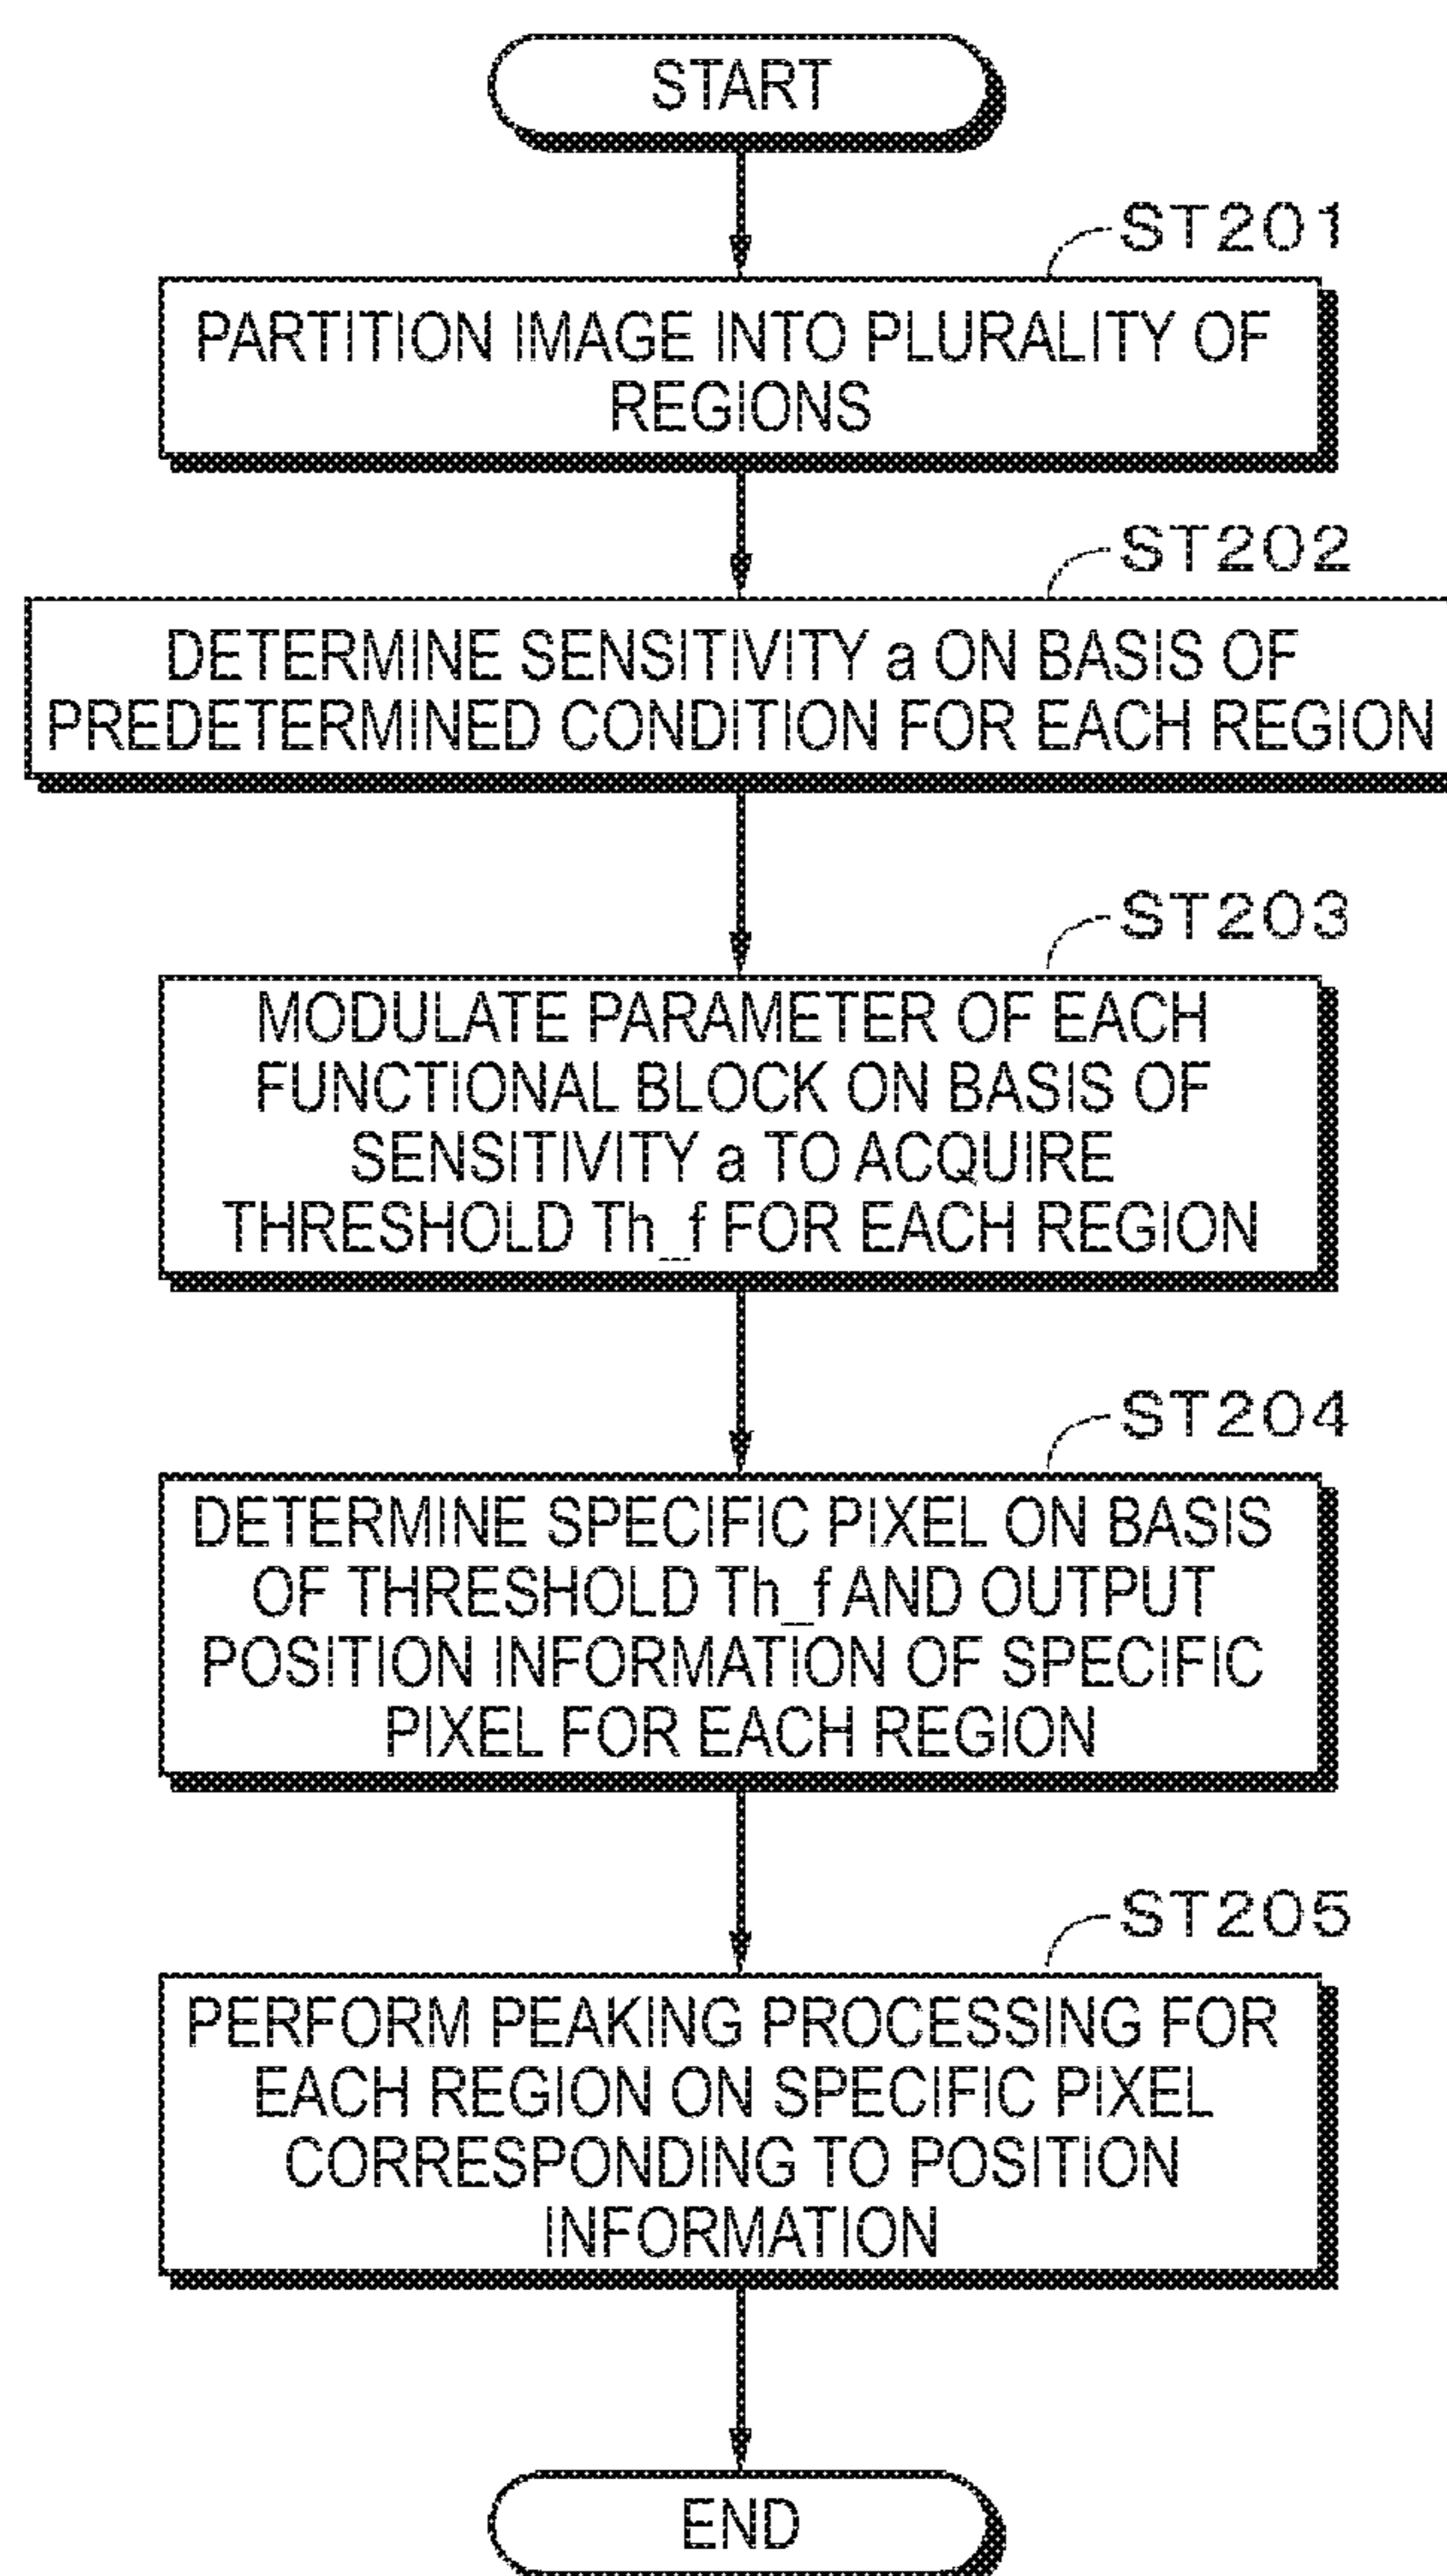 START
ST201
PARTITION IMAGE INTO PLURALITY OF
REGIONS
ST202
DETERMINE SENSITIVITY a ON BASIS OF
PREDETERMINED CONDITION FOR EACH REGION
ST203
MODULATE PARAMETER OF EACH
FUNCTIONAL BLOCK ON BASIS OF
SENSITIVITY a TO ACQUIRE
THRESHOLD Th_f FOR EACH REGION
ST204
DETERMINE SPECIFIC PIXEL ON BASIS
OF THRESHOLD Th_f AND OUTPUT
POSITION INFORMATION OF SPECIFIC
PIXEL FOR EACH REGION
ST205
PERFORM PEAKING PROCESSING FOR
EACH REGION ON SPECIFIC PIXEL
CORRESPONDING TO POSITION
INFORMATION
END